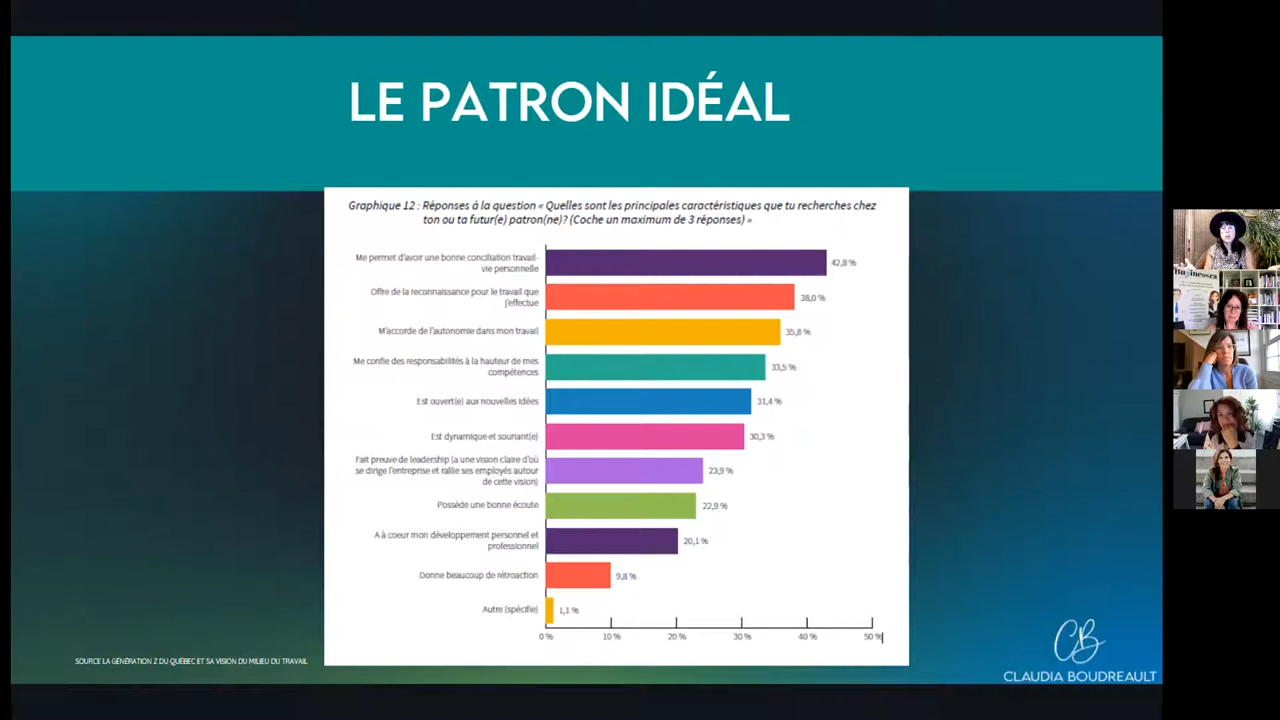 LE PATRON IDÉAL
Graphique 12 : Réponses à la question « Quelles sont les principales caractéristiques que tu recherches chez
ton ou ta futur(e) patron(ne)? (Coche un maximum de 3 réponses) »
Me permet d'avoir une bonne conciliation travail-
vie personnelle
42,8 %
Offre de la reconnaissance pour le travail que
j'effectue
38,0 %
M'accorde de l'autonomie dans mon travail
35,8 %
Me confie des responsabilités à la hauteur de mes
compétences
33,5 %
Est ouvert(e) aux nouvelles idées
31,4 %
Est dynamique et souriant(e)
30,3 %
Fait preuve de leadership (a une vision claire d'où
se dirige l'entreprise et rallie ses employés autour
de cette vision)
23,9 %
Possède une bonne écoute
22,9 %
A à coeur mon développement personnel et
professionnel
20,1 %
Donne beaucoup de rétroaction
9,8 %
Autre (spécifie)
1,1 %
0 % 10 % 20 % 30 % 40 % 50 %
SOURCE LA GÉNÉRATION Z DU QUÉBEC ET SA VISION DU MILIEU DU TRAVAIL
CB
CLAUDIA BOUDREAULT